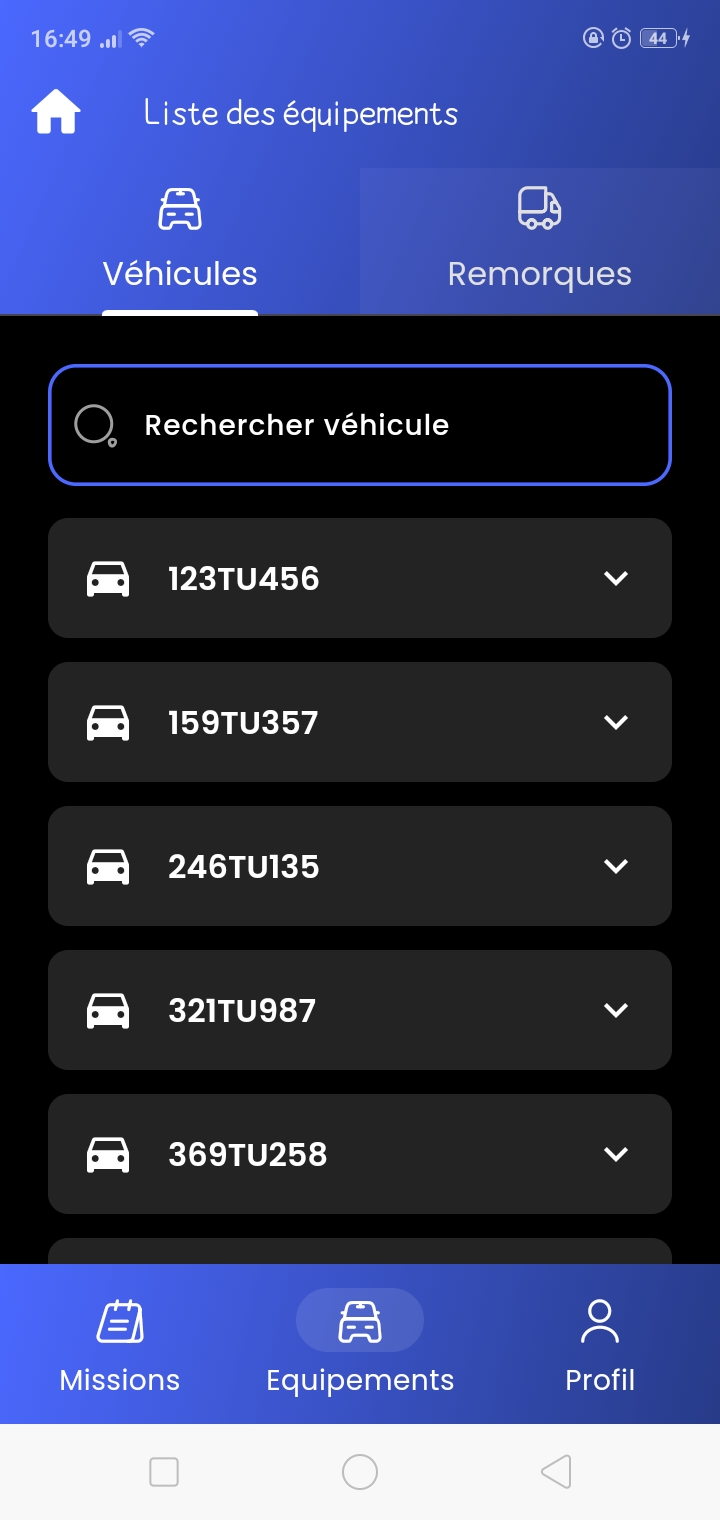 16:49
44
Liste des équipements
Véhicules
Remorques
Rechercher véhicule
123TU456
159TU357
246TU135
321TU987
369TU258
Missions
Equipements
Profil